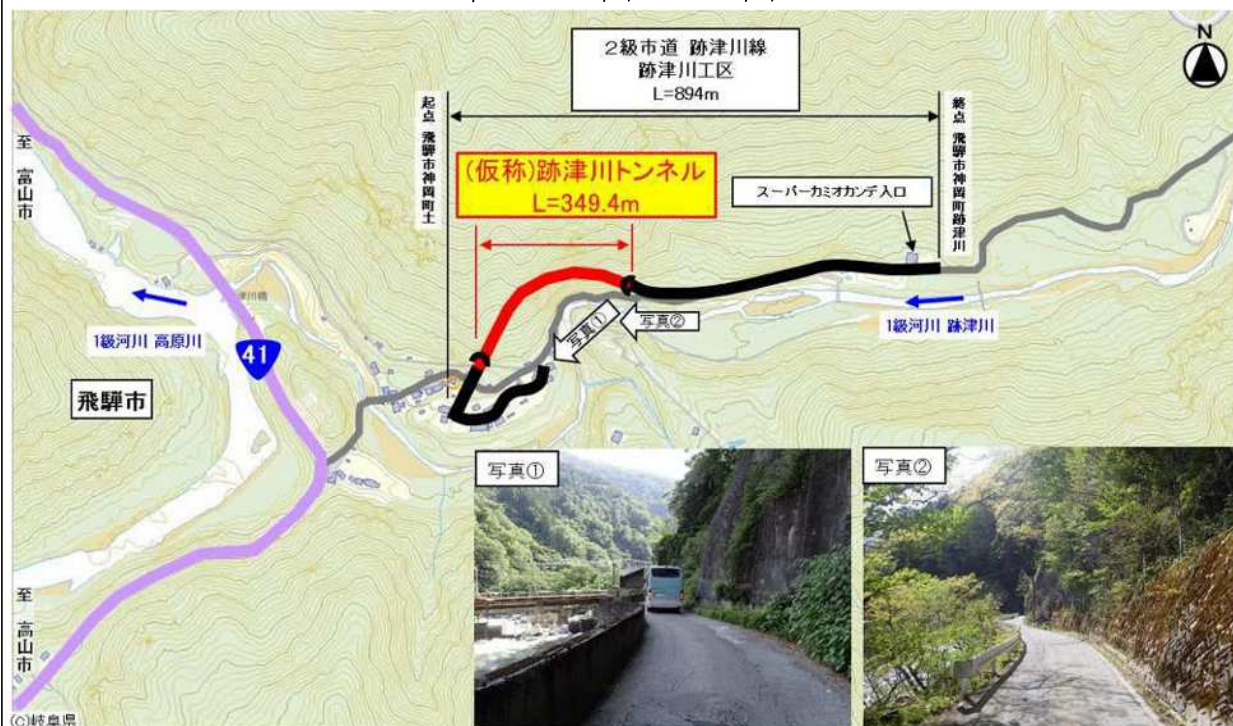 2級市道 跡津川線
跡津川工区
L=894m
N
起点 飛騨市神岡町土
終点 飛騨市神岡町跡津川
(仮称)跡津川トンネル
L=349.4m
スーパーカミオカンデ入口
至 富山市
1級河川 高原川
41
飛騨市
写真①
写真②
1級河川 跡津川
至 高山市
写真①
写真②
(C)岐阜県